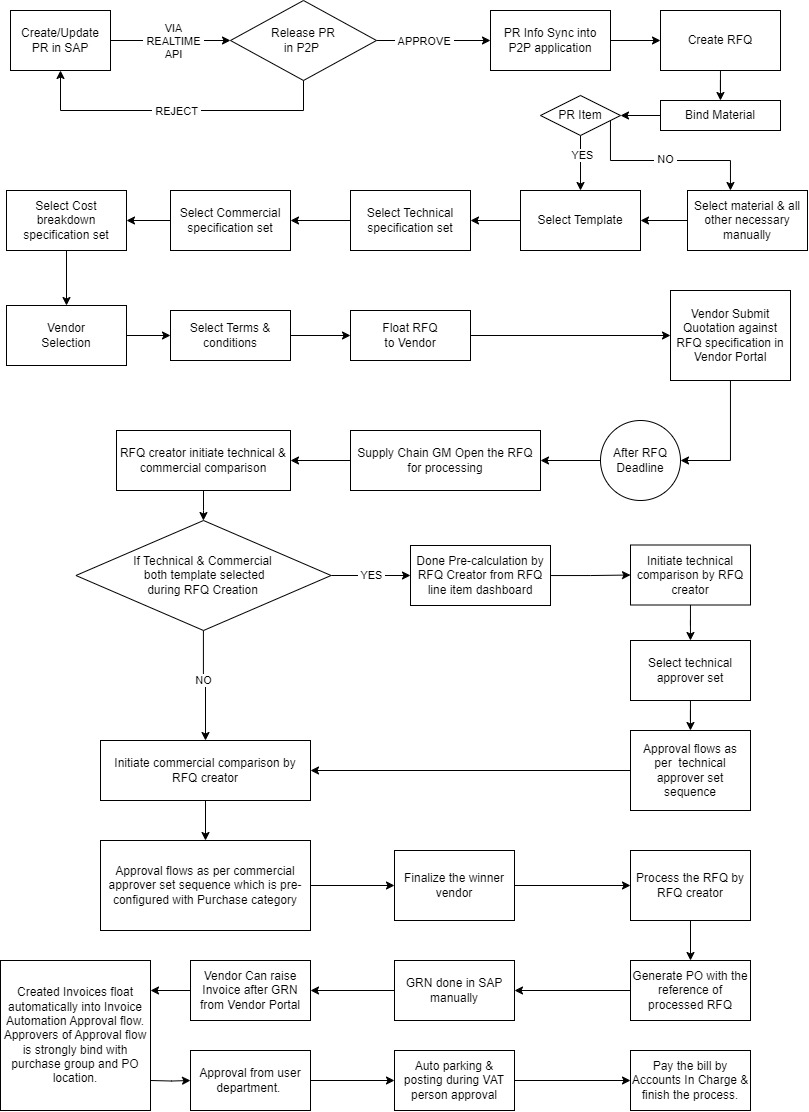 Create/Update
PR in SAP
VIA
REALTIME
API
Release PR
in P2P
APPROVE
PR Info Sync into
P2P application
Create RFQ
REJECT
PR Item
Bind Material
YES
NO
Select Cost
breakdown
specification set
Select Commercial
specification set
Select Technical
specification set
Select Template
Select material & all
other necessary
manually
Vendor
Selection
Select Terms &
conditions
Float RFQ
to Vendor
Vendor Submit
Quotation against
RFQ specification in
Vendor Portal
RFQ creator initiate technical &
commercial comparison
Supply Chain GM Open the RFQ
for processing
After RFQ
Deadline
If Technical & Commercial
both template selected
during RFQ Creation
YES
Done Pre-calculation by
RFQ Creator from RFQ
line item dashboard
Initiate technical
comparison by RFQ
creator
Select technical
approver set
NO
Initiate commercial comparison by
RFQ creator
Approval flows as
per technical
approver set
sequence
Approval flows as per commercial
approver set sequence which is pre-
configured with Purchase category
Finalize the winner
vendor
Process the RFQ by
RFQ creator
Created Invoices float
automatically into Invoice
Automation Approval flow.
Approvers of Approval flow
is strongly bind with
purchase group and PO
location.
Vendor Can raise
Invoice after GRN
from Vendor Portal
GRN done in SAP
manually
Generate PO with the
reference of
processed RFQ
Approval from user
department.
Auto parking &
posting during VAT
person approval
Pay the bill by
Accounts In Charge &
finish the process.